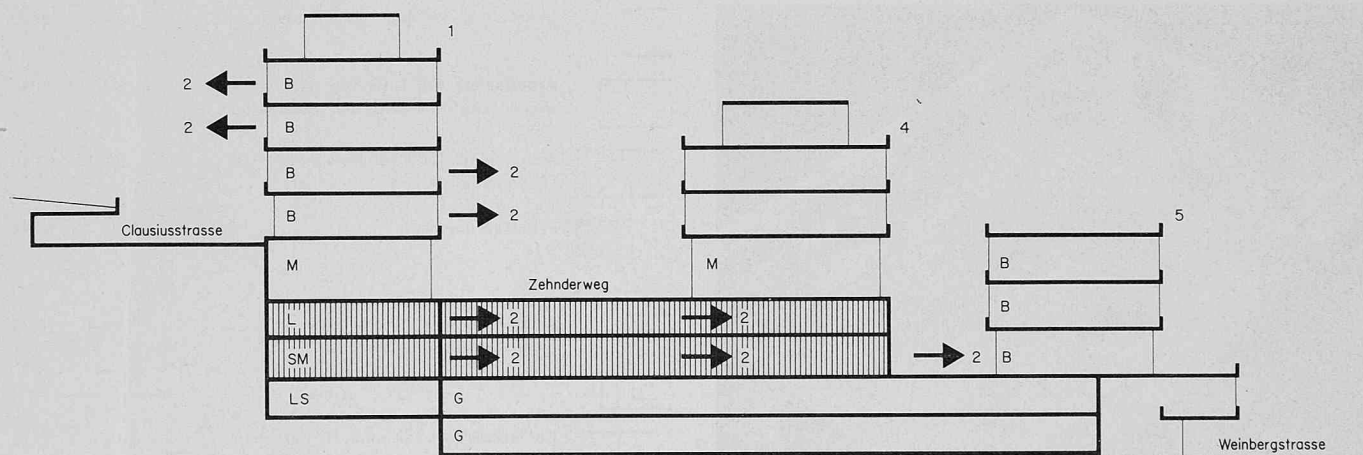 1
2 B
2 B
4
B 2
B 2
5
Clausiusstrasse
B
M
M
Zehnderweg
B
L 2 2
SM 2 2 2 B
LS G
G
Weinbergstrasse